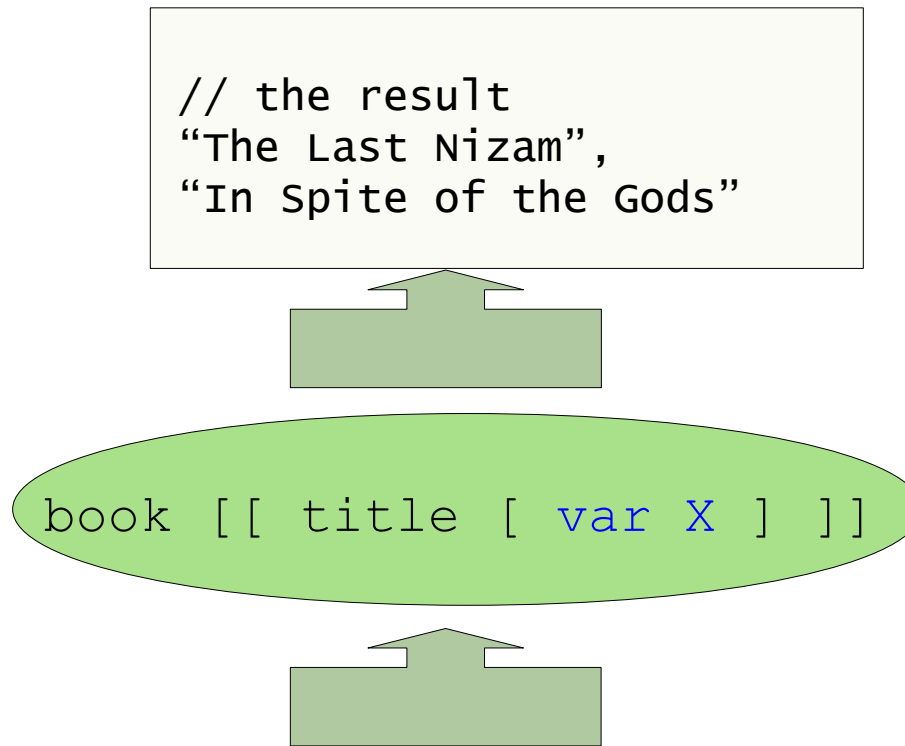 // the result
“The Last Nizam”,
“In Spite of the Gods”
book [[ title [ var X ] ]]